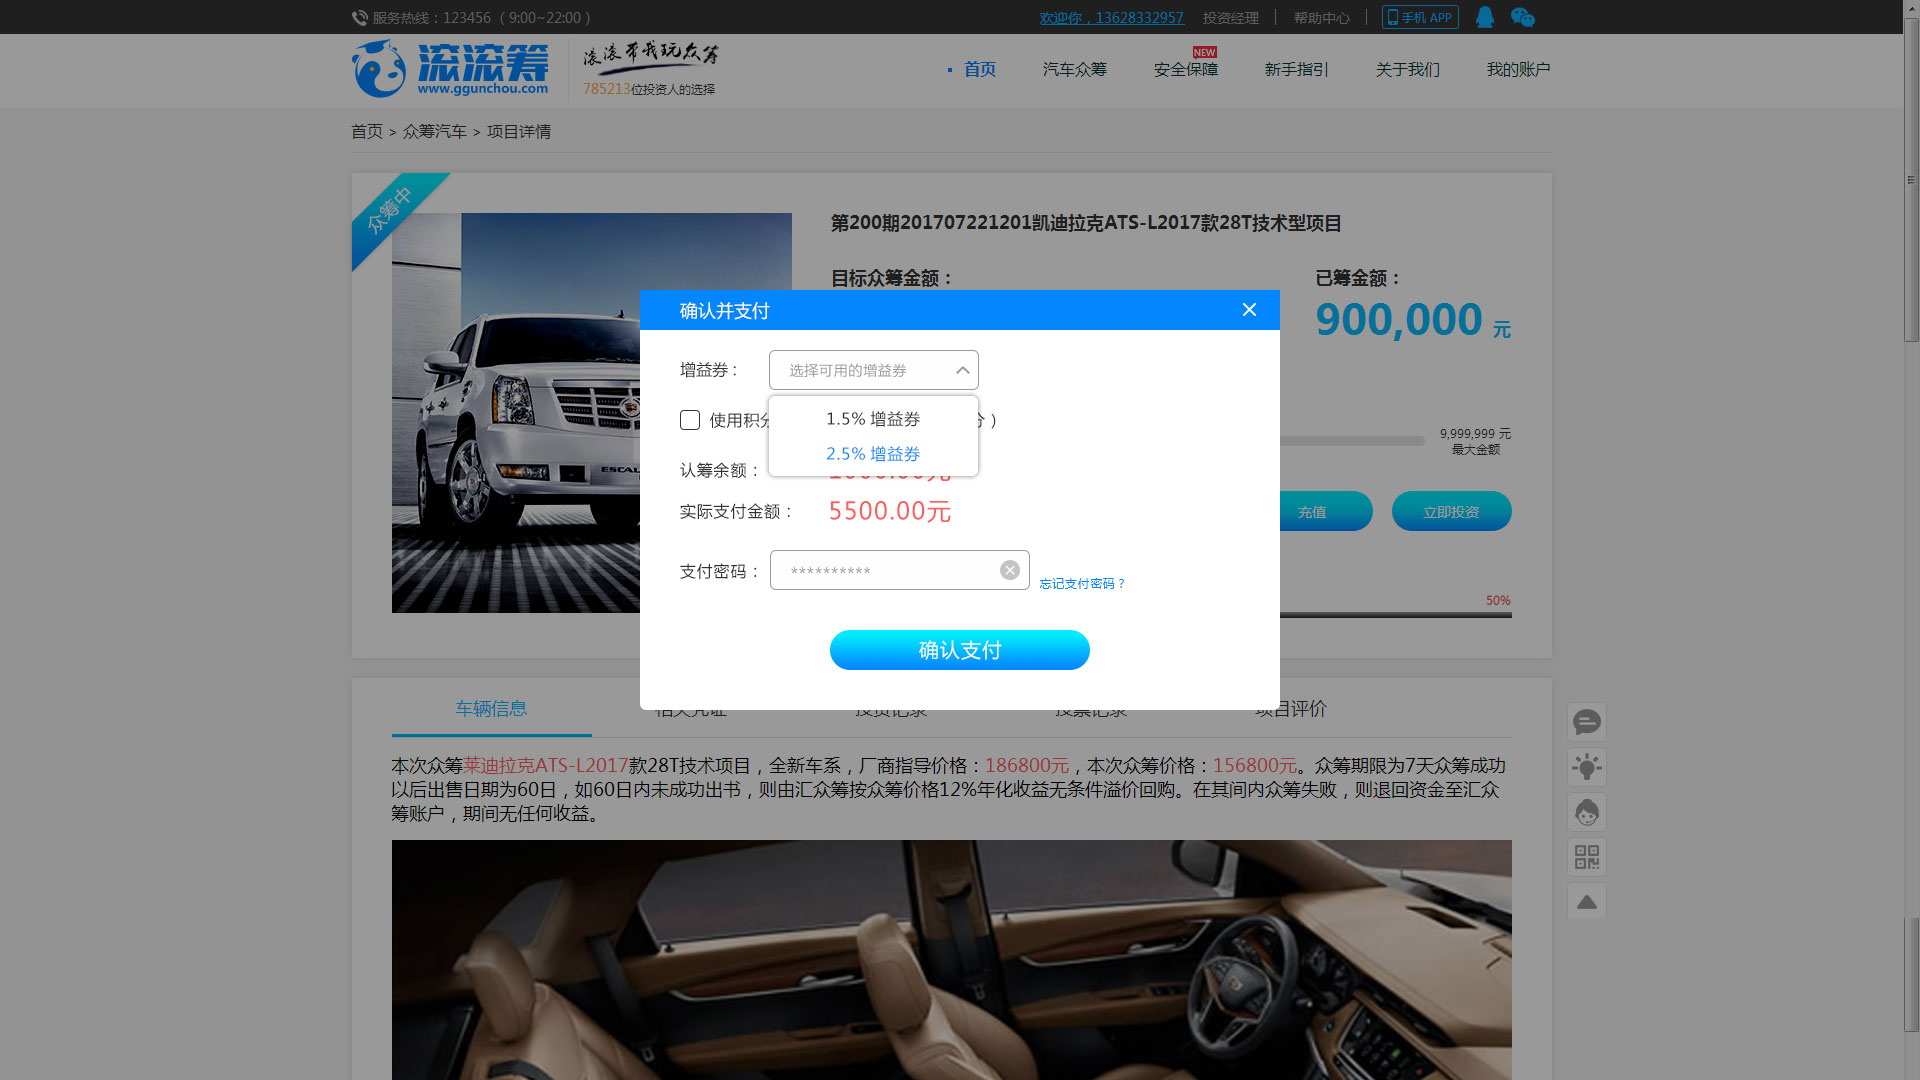 服务热线：123456（9:00~22:00）
欢迎你，13628332957
投资经理
帮助中心
手机 APP
滚滚筹
www.ggunchou.com
滚滚带我玩众筹
785213位投资人的选择
首页
汽车众筹
安全保障
NEW
新手指引
关于我们
我的账户
首页 > 众筹汽车 > 项目详情
众筹中
第200期201707221201凯迪拉克ATS-L2017款28T技术型项目
目标众筹金额：
已筹金额：
900,000 元
确认并支付
增益券：
选择可用的增益券
1.5% 增益券
2.5% 增益券
使用积
）
认筹余额：
实际支付金额：
5500.00元
支付密码：
**********
忘记支付密码？
确认支付
9,999,999 元
最大金额
充值
立即投资
50%
ESCAL
车辆信息
相关凭证
投资记录
投票记录
项目评价
本次众筹莱迪拉克ATS-L2017款28T技术项目，全新车系，厂商指导价格：186800元，本次众筹价格：156800元。众筹期限为7天众筹成功
以后出售日期为60日，如60日内未成功出书，则由汇众筹按众筹价格12%年化收益无条件溢价回购。在其间内众筹失败，则退回资金至汇众
筹账户，期间无任何收益。